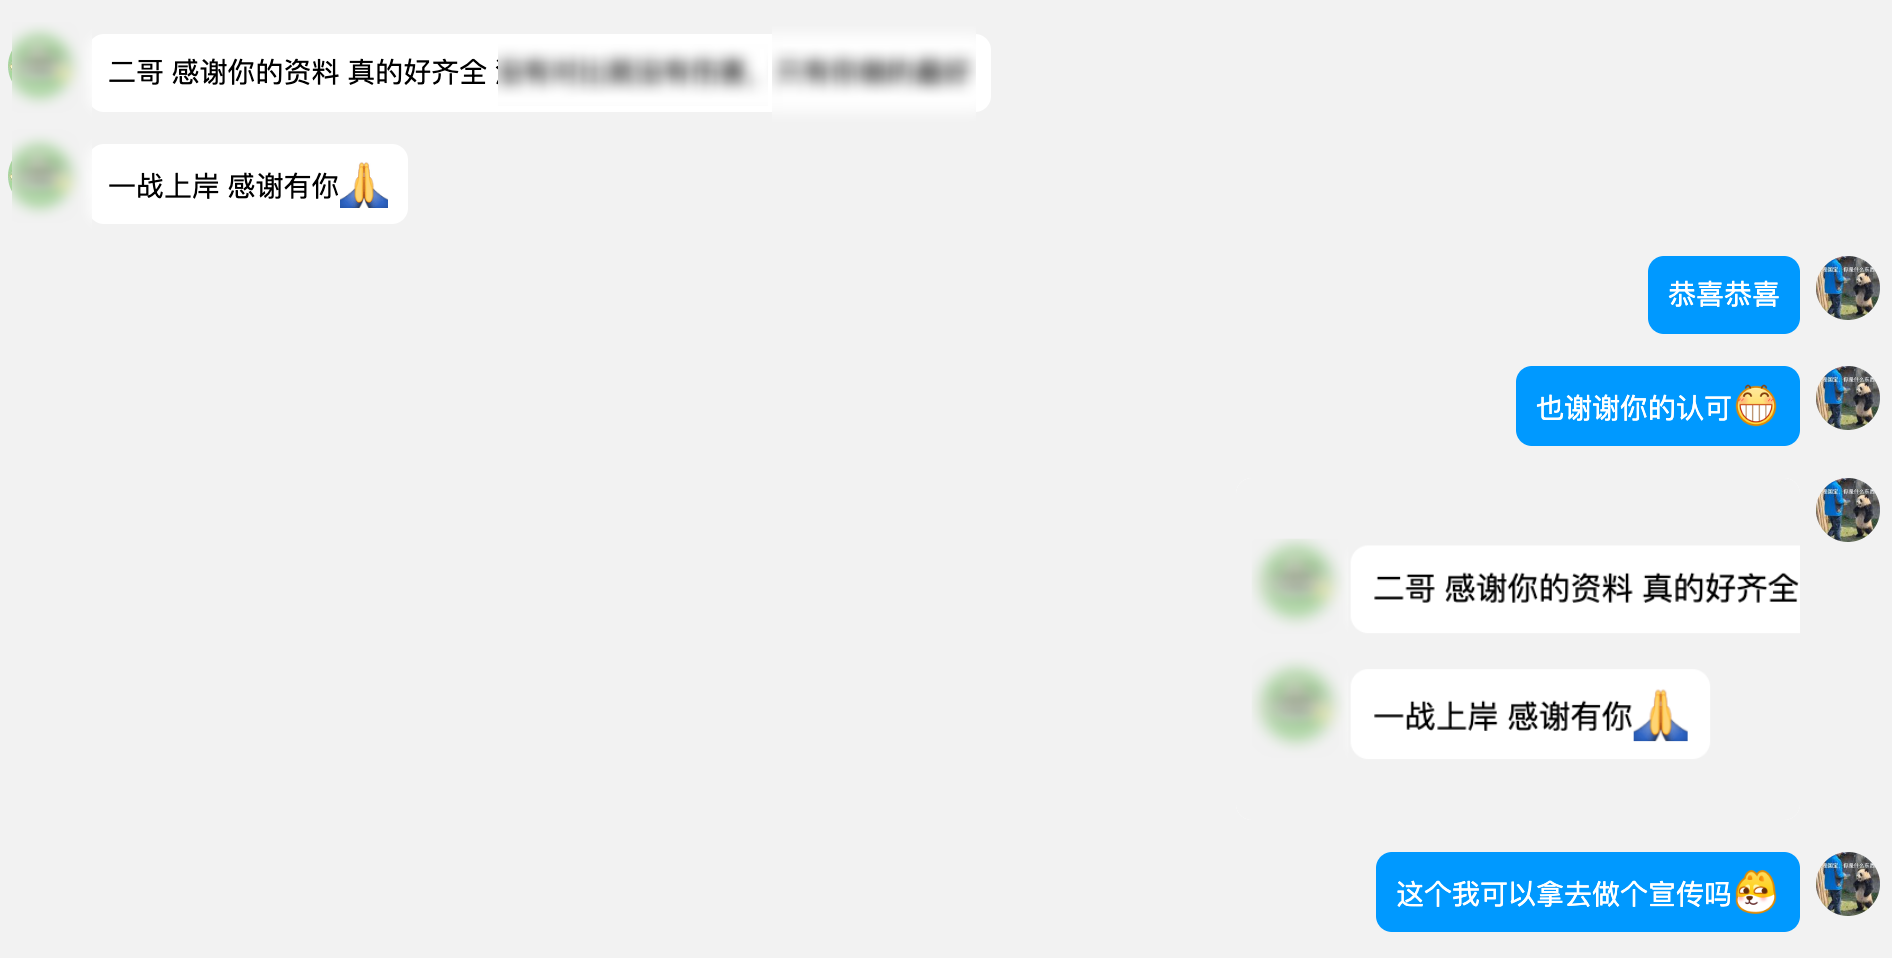 二哥 感谢你的资料 真的好齐全
一战上岸 感谢有你🙏
恭喜恭喜
也谢谢你的认可😁
二哥 感谢你的资料 真的好齐全
一战上岸 感谢有你🙏
这个我可以拿去做个宣传吗